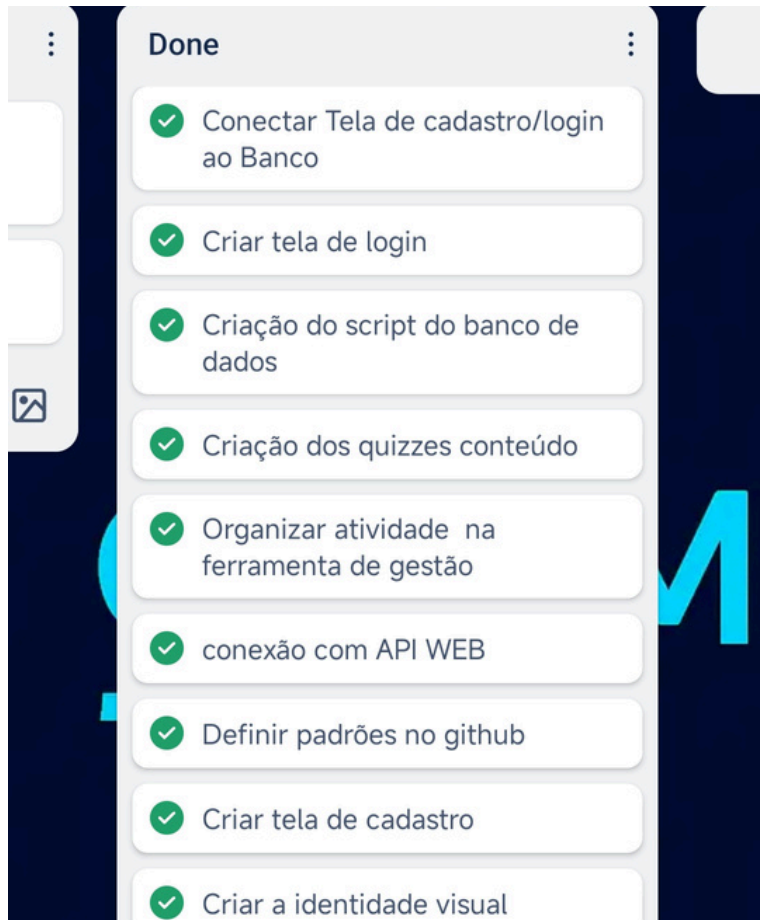 Done
Conectar Tela de cadastro/login
ao Banco
Criar tela de login
Criação do script do banco de
dados
Criação dos quizzes conteúdo
Organizar atividade  na
ferramenta de gestão
conexão com API WEB
Definir padrões no github
Criar tela de cadastro
Criar a identidade visual